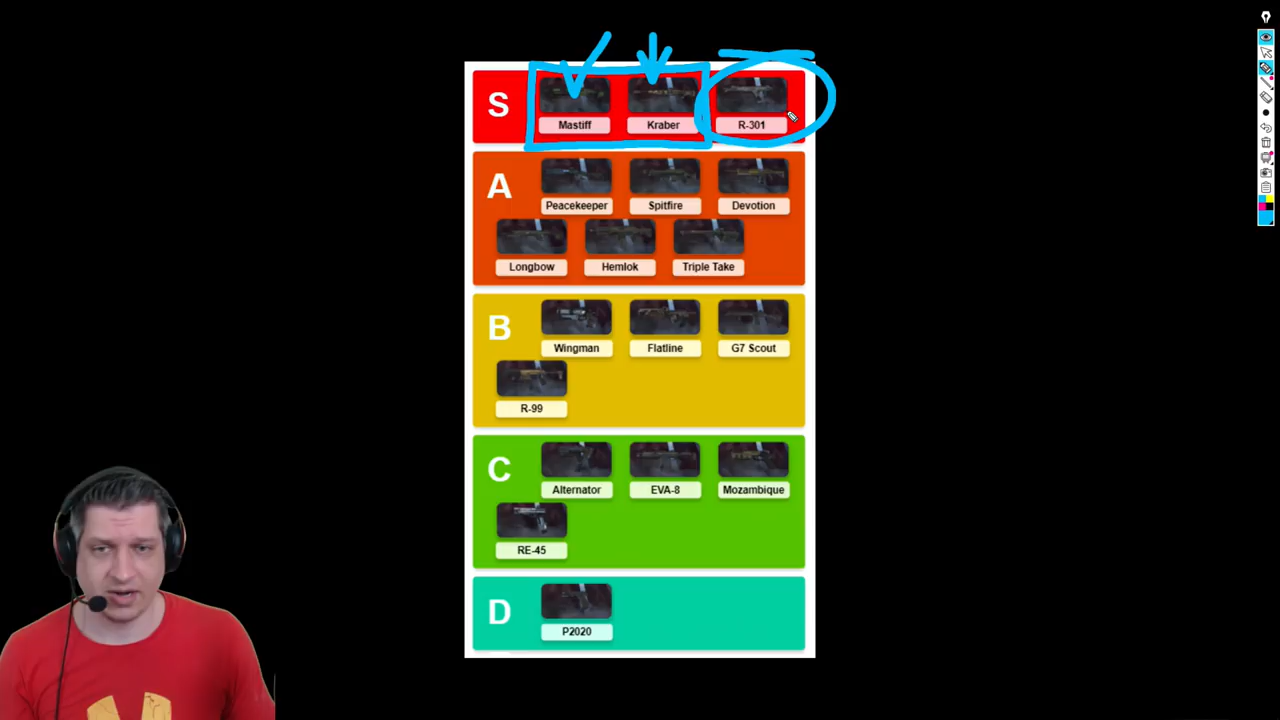 S
Mastiff Kraber R-301
A
Peacekeeper Spitfire Devotion
Longbow Hemlok Triple Take
B
Wingman Flatline G7 Scout
R-99
C
Alternator EVA-8 Mozambique
RE-45
D
P2020